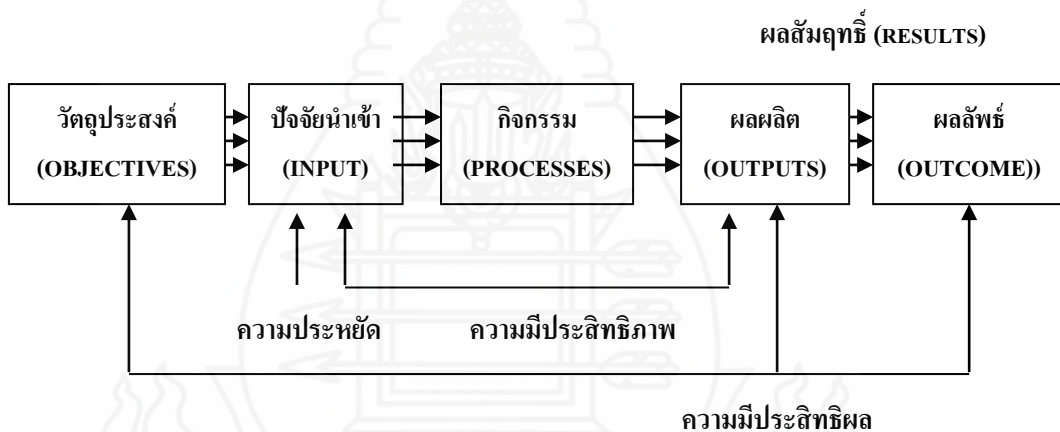 ผลสัมฤทธิ์ (RESULTS)
วัตถุประสงค์
(OBJECTIVES)
ปัจจัยนำเข้า
(INPUT)
กิจกรรม
(PROCESSES)
ผลผลิต
(OUTPUTS)
ผลลัพธ์
(OUTCOME))
ความประหยัด
ความมีประสิทธิภาพ
ความมีประสิทธิผล